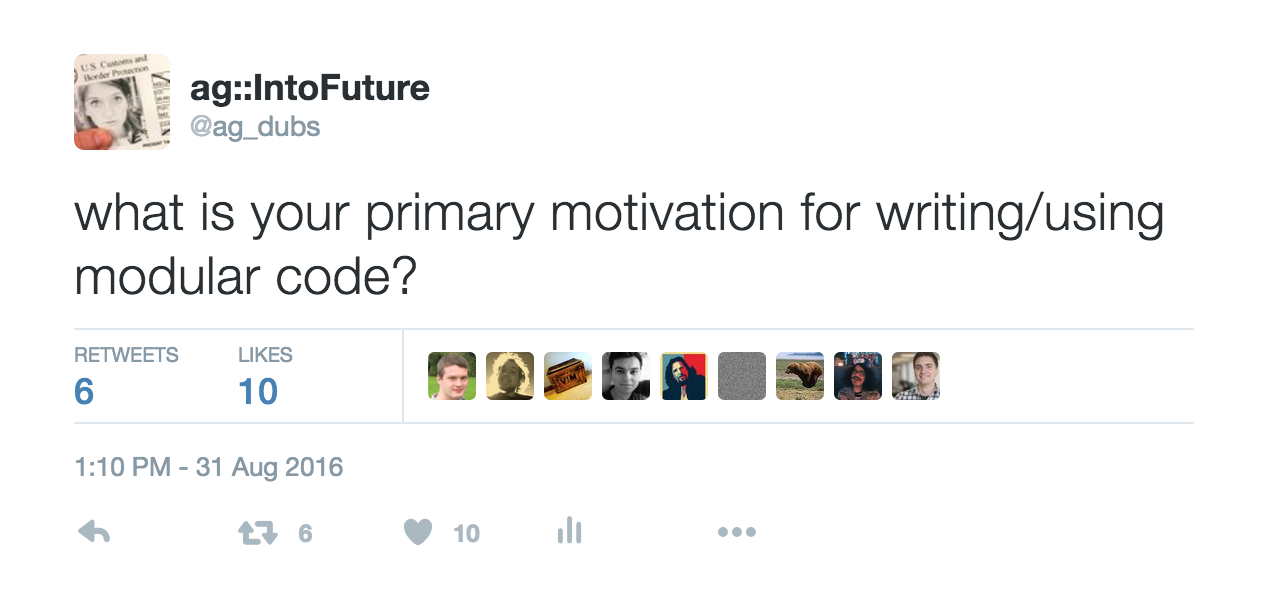 U.S. Customs and
Border Protection
ag::IntoFuture
@ag_dubs
what is your primary motivation for writing/using
modular code?
RETWEETS LIKES
6 10
1:10 PM - 31 Aug 2016
6 10